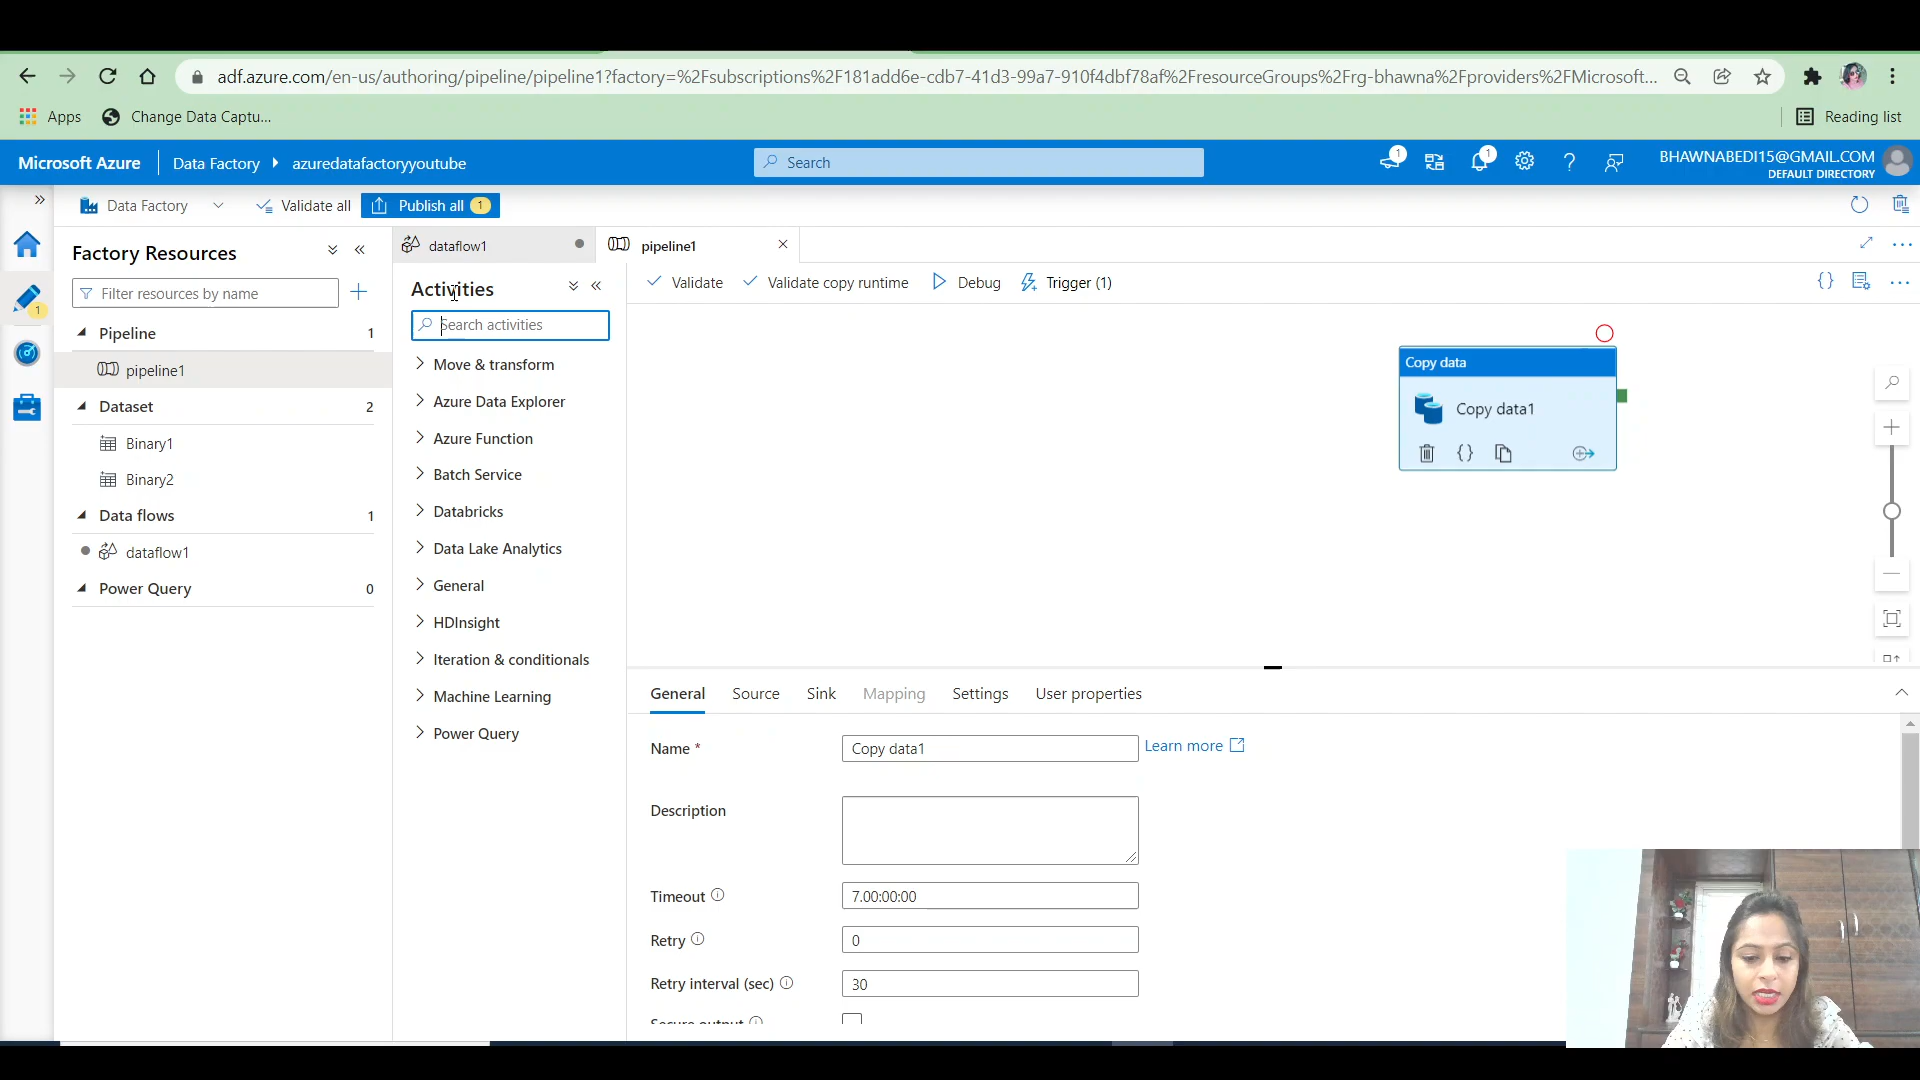 adf.azure.com/en-us/authoring/pipeline/pipeline1?factory=%2Fsubscriptions%2F181add6e-cdb7-41d3-99a7-910f4dbf78af%2FresourceGroups%2Frg-bhawna%2Fproviders%2FMicrosoft...
Apps
Change Data Captu...
Reading list
Microsoft Azure
Data Factory
azuredatafactoryyoutube
Search
1
1
BHAWNABEDI15@GMAIL.COM
DEFAULT DIRECTORY
Data Factory
Validate all
Publish all 1
Factory Resources
Filter resources by name
1
Pipeline 1
pipeline1
Dataset 2
Binary1
Binary2
Data flows 1
dataflow1
Power Query 0
dataflow1
pipeline1
Activities
Search activities
Move & transform
Azure Data Explorer
Azure Function
Batch Service
Databricks
Data Lake Analytics
General
HDInsight
Iteration & conditionals
Machine Learning
Power Query
Validate
Validate copy runtime
Debug
Trigger (1)
Copy data
Copy data1
General
Source
Sink
Mapping
Settings
User properties
Name * Copy data1 Learn more
Description
Timeout 7.00:00:00
Retry 0
Retry interval (sec) 30
Secure output